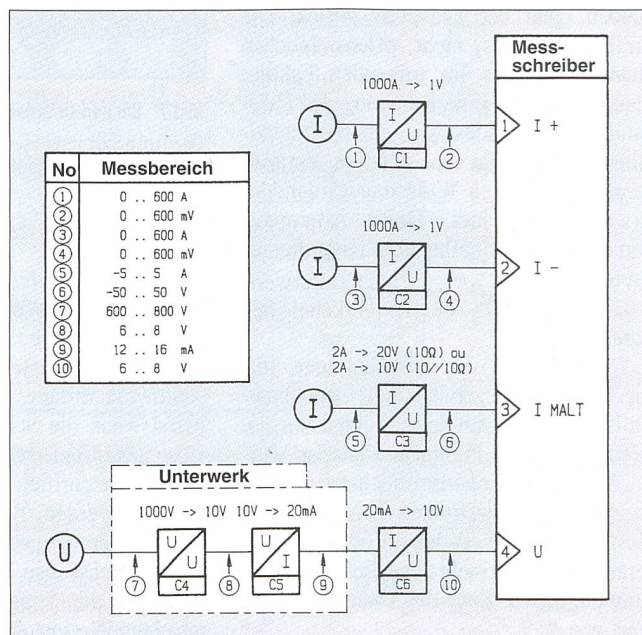 Mess-
schreiber
1000A -> 1V
I
I
U
C1
1
2
1
I +
No Messbereich
1 0 .. 600 A
2 0 .. 600 mV
3 0 .. 600 A
4 0 .. 600 mV
5 -5 .. 5 A
6 -50 .. 50 V
7 600 .. 800 V
8 6 .. 8 V
9 12 .. 16 mA
10 6 .. 8 V
1000A -> 1V
I
I
U
C2
3
4
2
I -
2A -> 20V (10Ω) ou
2A -> 10V (10//10Ω)
I
I
U
C3
5
6
3
I MALT
Unterwerk
1000V -> 10V 10V -> 20mA
20mA -> 10V
U
U
U
C4
U
I
C5
I
U
C6
7
8
9
10
4
U